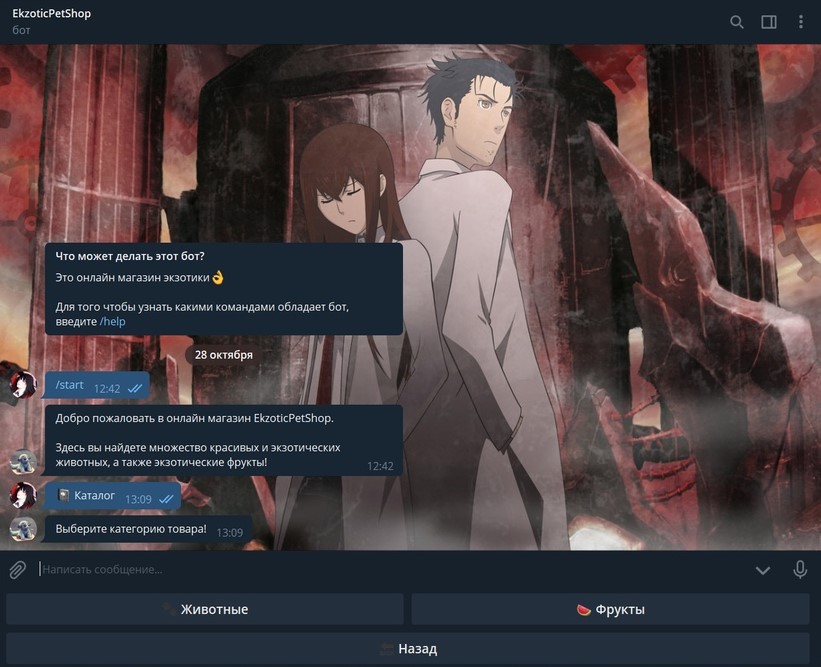 EkzoticPetShop
бот
Что может делать этот бот?
Это онлайн магазин экзотики👌
Для того чтобы узнать какими командами обладает бот,
введите /help
28 октября
/start 12:42
Добро пожаловать в онлайн магазин EkzoticPetShop.
Здесь вы найдете множество красивых и экзотических
животных, а также экзотические фрукты!
12:42
Каталог 13:09
Выберите категорию товара! 13:09
Написать сообщение...
Животные
🍉 Фрукты
Назад